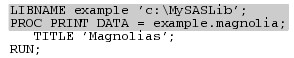 LIBNAME example 'c:\MySASLib';
PROC PRINT DATA = example.magnolia;
   TITLE 'Magnolias';
RUN;